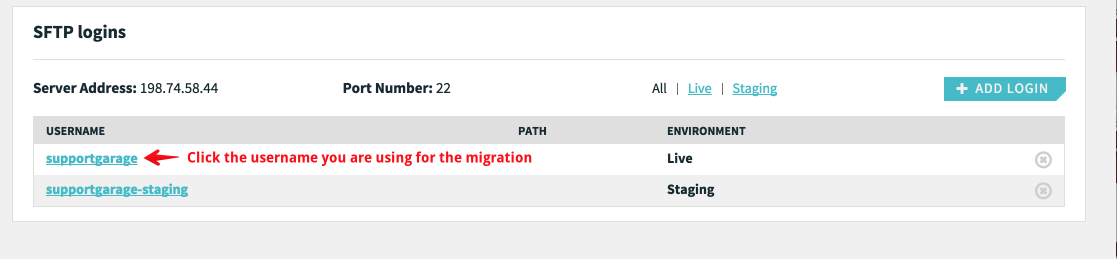 SFTP logins
Server Address: 198.74.58.44 Port Number: 22 All | Live | Staging + ADD LOGIN
USERNAME PATH ENVIRONMENT
supportgarage Click the username you are using for the migration Live
supportgarage-staging Staging